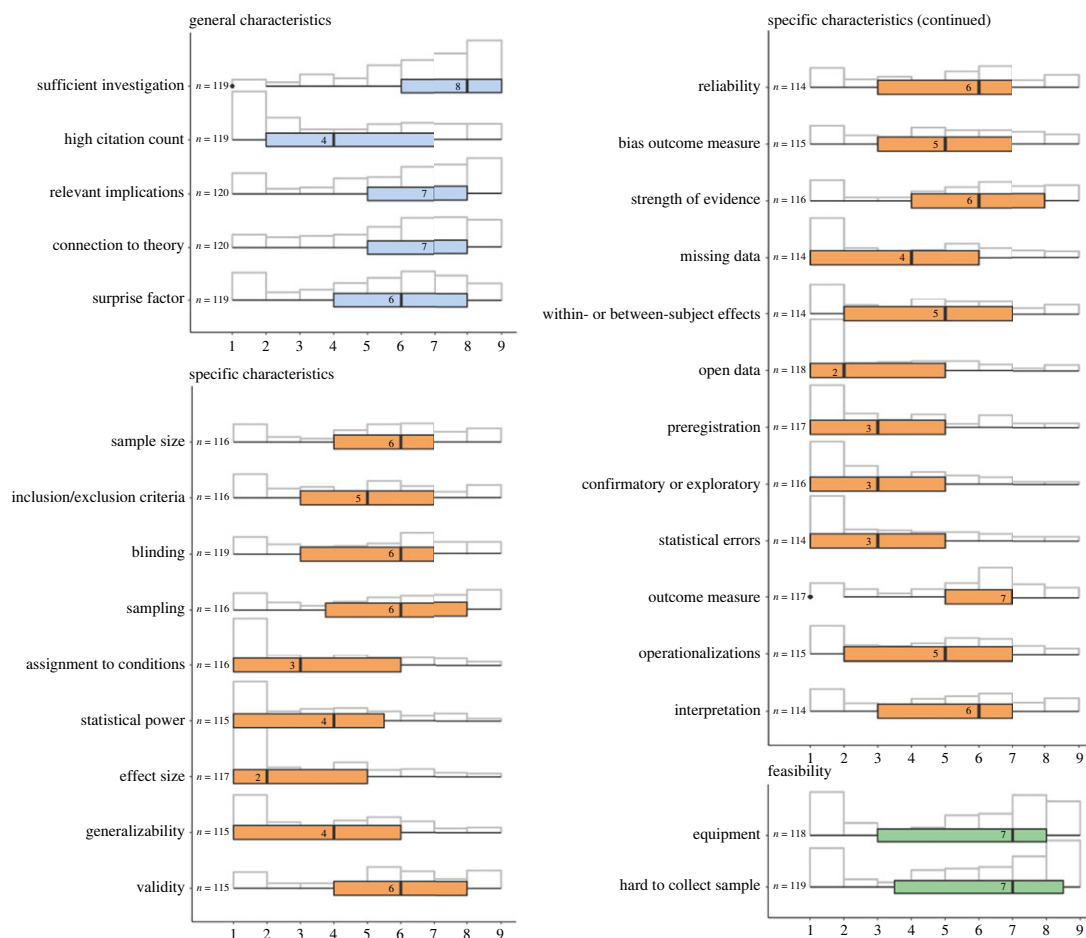 general characteristics
sufficient investigation n = 119 8
high citation count n = 119 4
relevant implications n = 120 7
connection to theory n = 120 7
surprise factor n = 119 6
1 2 3 4 5 6 7 8 9
specific characteristics
sample size n = 116 6
inclusion/exclusion criteria n = 116 5
blinding n = 119 6
sampling n = 116 6
assignment to conditions n = 116 3
statistical power n = 115 4
effect size n = 117 2
generalizability n = 115 4
validity n = 115 6
1 2 3 4 5 6 7 8 9
specific characteristics (continued)
reliability n = 114 6
bias outcome measure n = 115 5
strength of evidence n = 116 6
missing data n = 114 4
within- or between-subject effects n = 114 5
open data n = 118 2
preregistration n = 117 3
confirmatory or exploratory n = 116 3
statistical errors n = 114 3
outcome measure n = 117 7
operationalizations n = 115 5
interpretation n = 114 6
1 2 3 4 5 6 7 8 9
feasibility
equipment n = 118 7
hard to collect sample n = 119 7
1 2 3 4 5 6 7 8 9